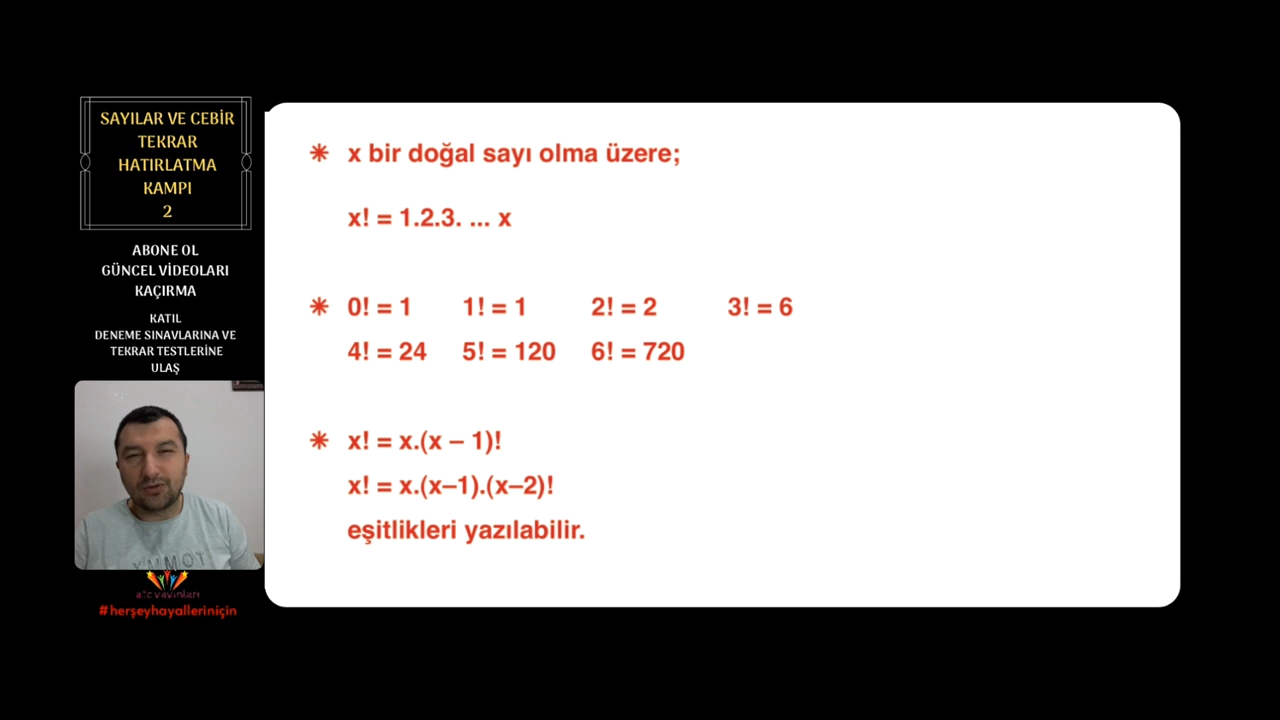 SAYILAR VE CEBİR
TEKRAR
HATIRLATMA
KAMPI
2
ABONE OL
GÜNCEL VİDEOLARI
KAÇIRMA
KATIL
DENEME SINAVLARINA VE
TEKRAR TESTLERİNE
ULAŞ
TOMMY
yayınları
#herşeyhayalleriniçin
✳ x bir doğal sayı olma üzere;
x! = 1.2.3. ... x
✳ 0! = 1 1! = 1 2! = 2 3! = 6
4! = 24 5! = 120 6! = 720
✳ x! = x.(x – 1)!
x! = x.(x–1).(x–2)!
eşitlikleri yazılabilir.